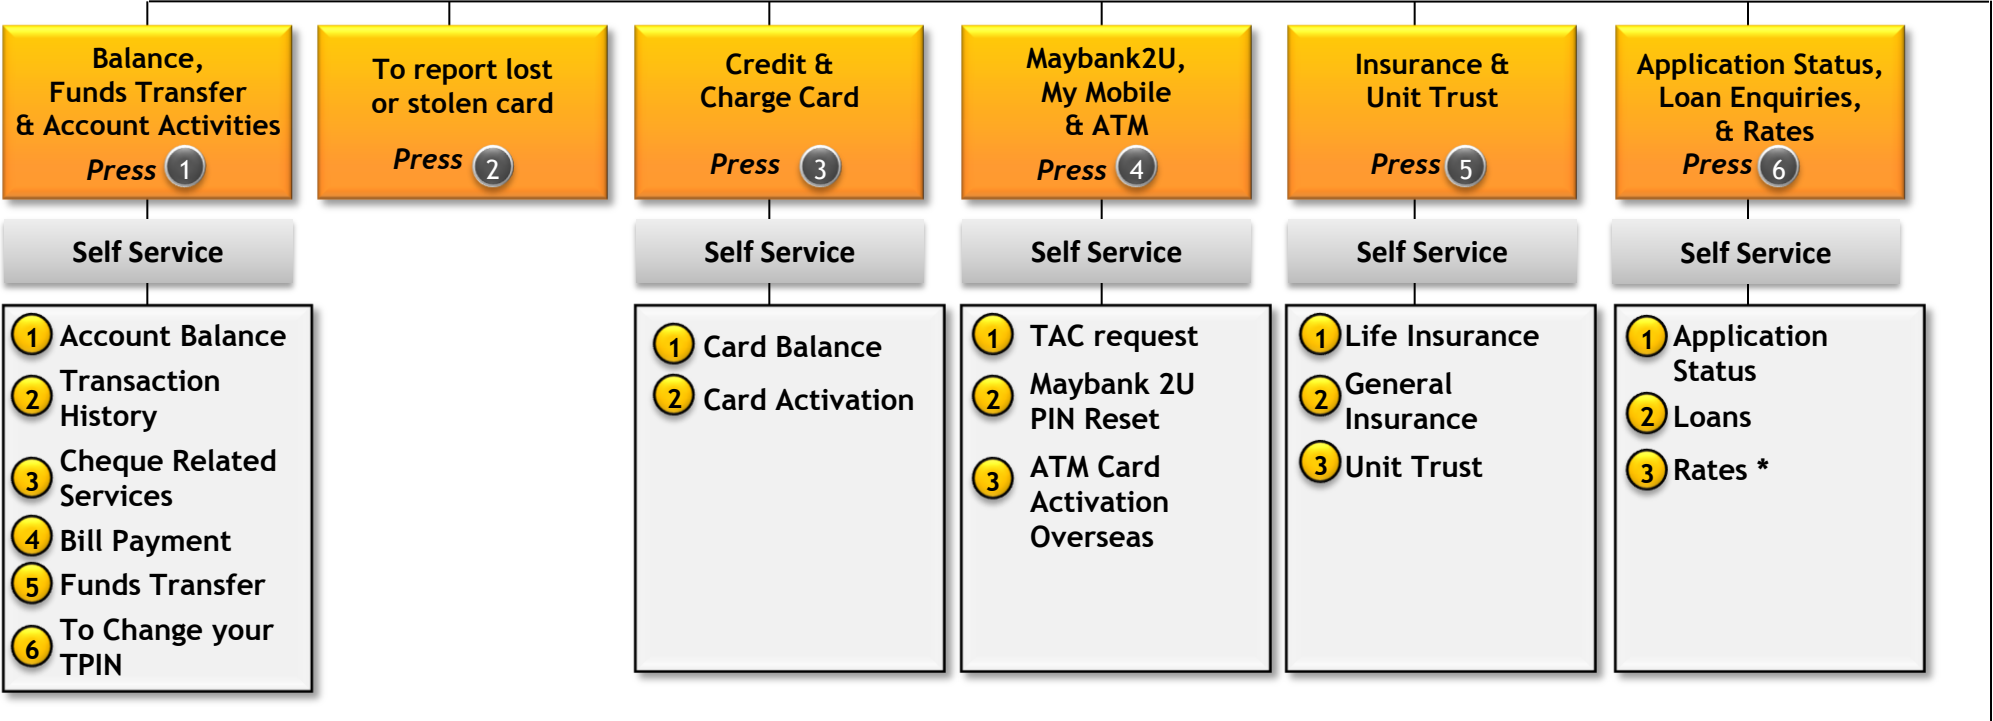 Balance,
Funds Transfer
& Account Activities
Press 1
To report lost
or stolen card
Press 2
Credit &
Charge Card
Press 3
Maybank2U,
My Mobile
& ATM
Press 4
Insurance &
Unit Trust
Press 5
Application Status,
Loan Enquiries,
& Rates
Press 6
Self Service
1 Account Balance
2 Transaction
History
3 Cheque Related
Services
4 Bill Payment
5 Funds Transfer
6 To Change your
TPIN
Self Service
1 Card Balance
2 Card Activation
Self Service
1 TAC request
2 Maybank 2U
PIN Reset
3 ATM Card
Activation
Overseas
Self Service
1 Life Insurance
2 General
Insurance
3 Unit Trust
Self Service
1 Application
Status
2 Loans
3 Rates *